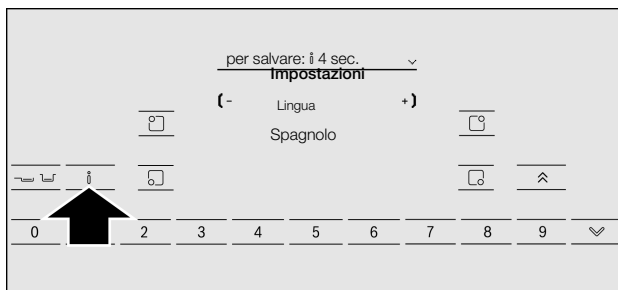 per salvare: i 4 sec.
Impostazioni
- Lingua +
Spagnolo
i
0 2 3 4 5 6 7 8 9